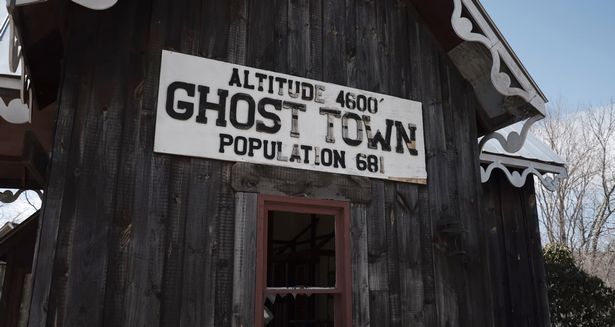 ALTITUDE 4600'
GHOST TOWN
POPULATION 681